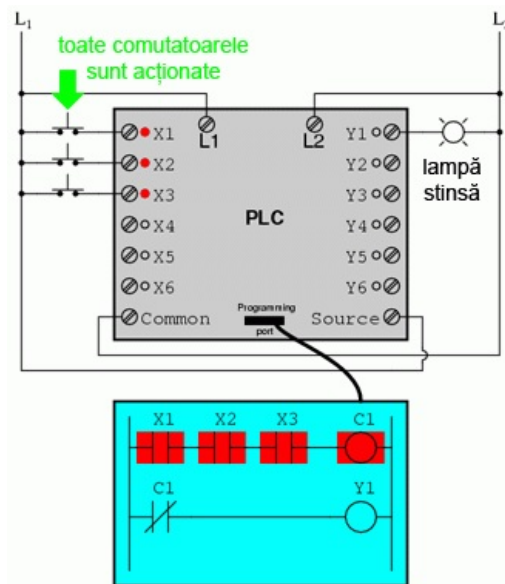 L1 L
toate comutatoarele
sunt acționate
L1 L2
X1 Y1
X2 Y2
X3 Y3
X4 Y4
X5 Y5
X6 Y6
PLC
lampă
stinsă
Common Source
Programming
port
X1 X2 X3 C1
C1 Y1